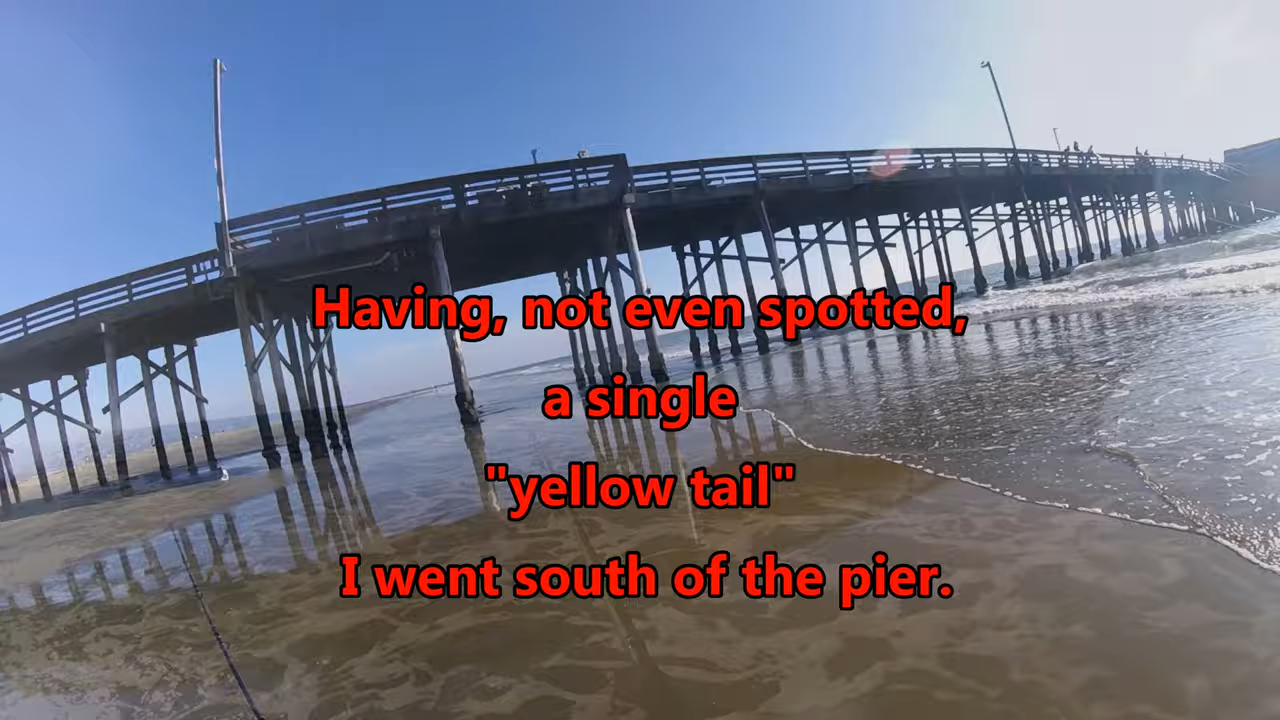 Having, not even spotted,
a single
"yellow tail"
I went south of the pier.